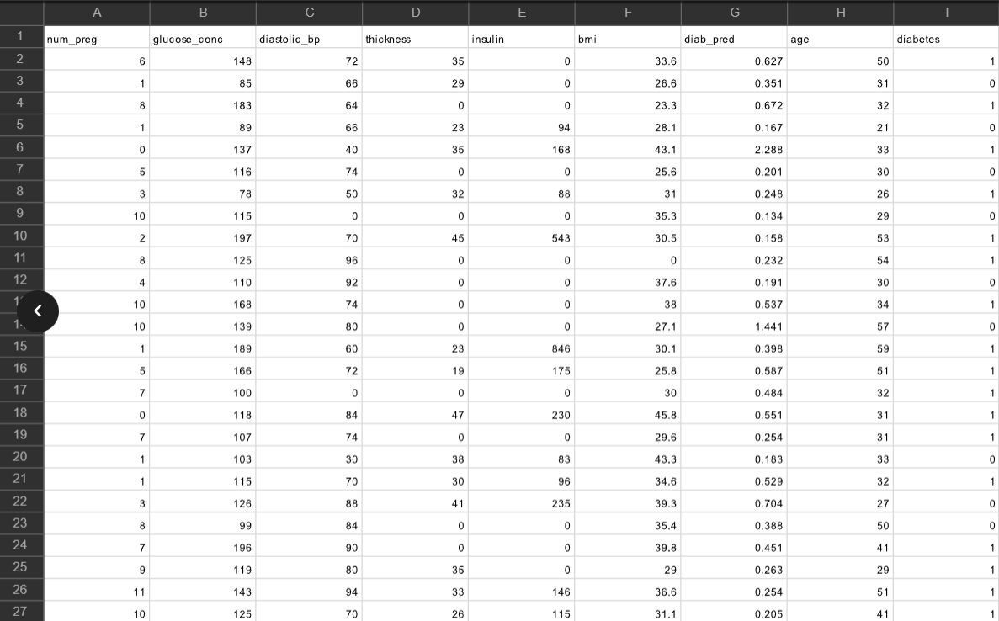 A B C D E F G H I
1 num_preg glucose_conc diastolic_bp thickness insulin bmi diab_pred age diabetes
2 6 148 72 35 0 33.6 0.627 50 1
3 1 85 66 29 0 26.6 0.351 31 0
4 8 183 64 0 0 23.3 0.672 32 1
5 1 89 66 23 94 28.1 0.167 21 0
6 0 137 40 35 168 43.1 2.288 33 1
7 5 116 74 0 0 25.6 0.201 30 0
8 3 78 50 32 88 31 0.248 26 1
9 10 115 0 0 0 35.3 0.134 29 0
10 2 197 70 45 543 30.5 0.158 53 1
11 8 125 96 0 0 0 0.232 54 1
12 4 110 92 0 0 37.6 0.191 30 0
10 168 74 0 0 38 0.537 34 1
10 139 80 0 0 27.1 1.441 57 0
15 1 189 60 23 846 30.1 0.398 59 1
16 5 166 72 19 175 25.8 0.587 51 1
17 7 100 0 0 0 30 0.484 32 1
18 0 118 84 47 230 45.8 0.551 31 1
19 7 107 74 0 0 29.6 0.254 31 1
20 1 103 30 38 83 43.3 0.183 33 0
21 1 115 70 30 96 34.6 0.529 32 1
22 3 126 88 41 235 39.3 0.704 27 0
23 8 99 84 0 0 35.4 0.388 50 0
24 7 196 90 0 0 39.8 0.451 41 1
25 9 119 80 35 0 29 0.263 29 1
26 11 143 94 33 146 36.6 0.254 51 1
27 10 125 70 26 115 31.1 0.205 41 1